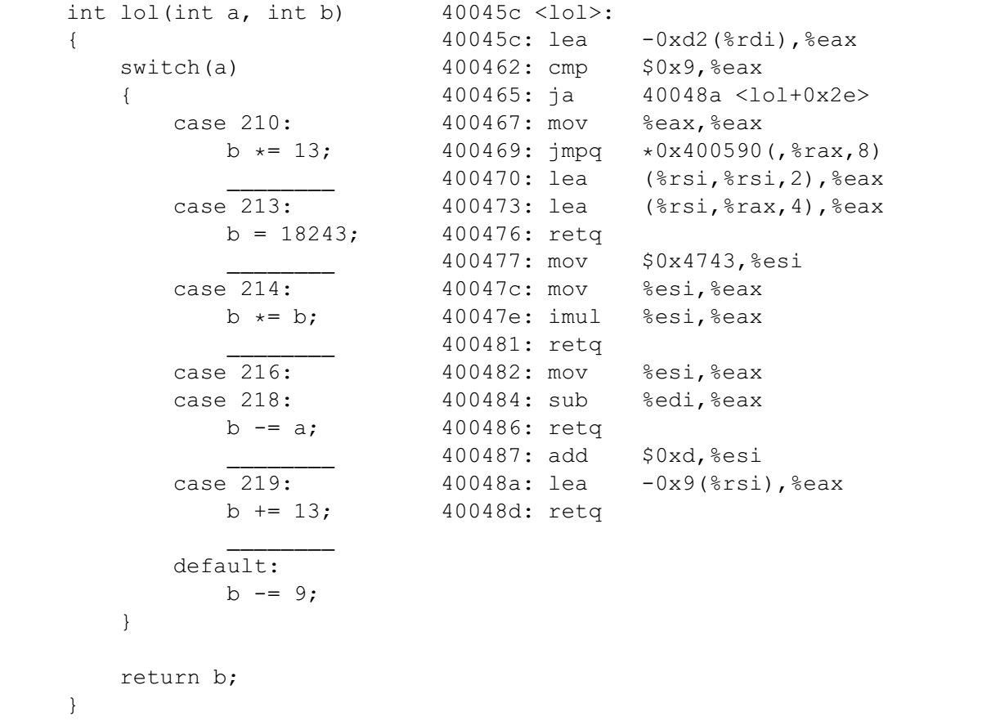 int lol(int a, int b)
{
    switch(a)
    {
        case 210:
            b *= 13;
            ________
        case 213:
            b = 18243;
            ________
        case 214:
            b *= b;
            ________
        case 216:
        case 218:
            b -= a;
            ________
        case 219:
            b += 13;
            ________
        default:
            b -= 9;
    }
    return b;
}
40045c <lol>:
40045c: lea    -0xd2(%rdi),%eax
400462: cmp    $0x9,%eax
400465: ja     40048a <lol+0x2e>
400467: mov    %eax,%eax
400469: jmpq   *0x400590(,%rax,8)
400470: lea    (%rsi,%rsi,2),%eax
400473: lea    (%rsi,%rax,4),%eax
400476: retq
400477: mov    $0x4743,%esi
40047c: mov    %esi,%eax
40047e: imul   %esi,%eax
400481: retq
400482: mov    %esi,%eax
400484: sub    %edi,%eax
400486: retq
400487: add    $0xd,%esi
40048a: lea    -0x9(%rsi),%eax
40048d: retq